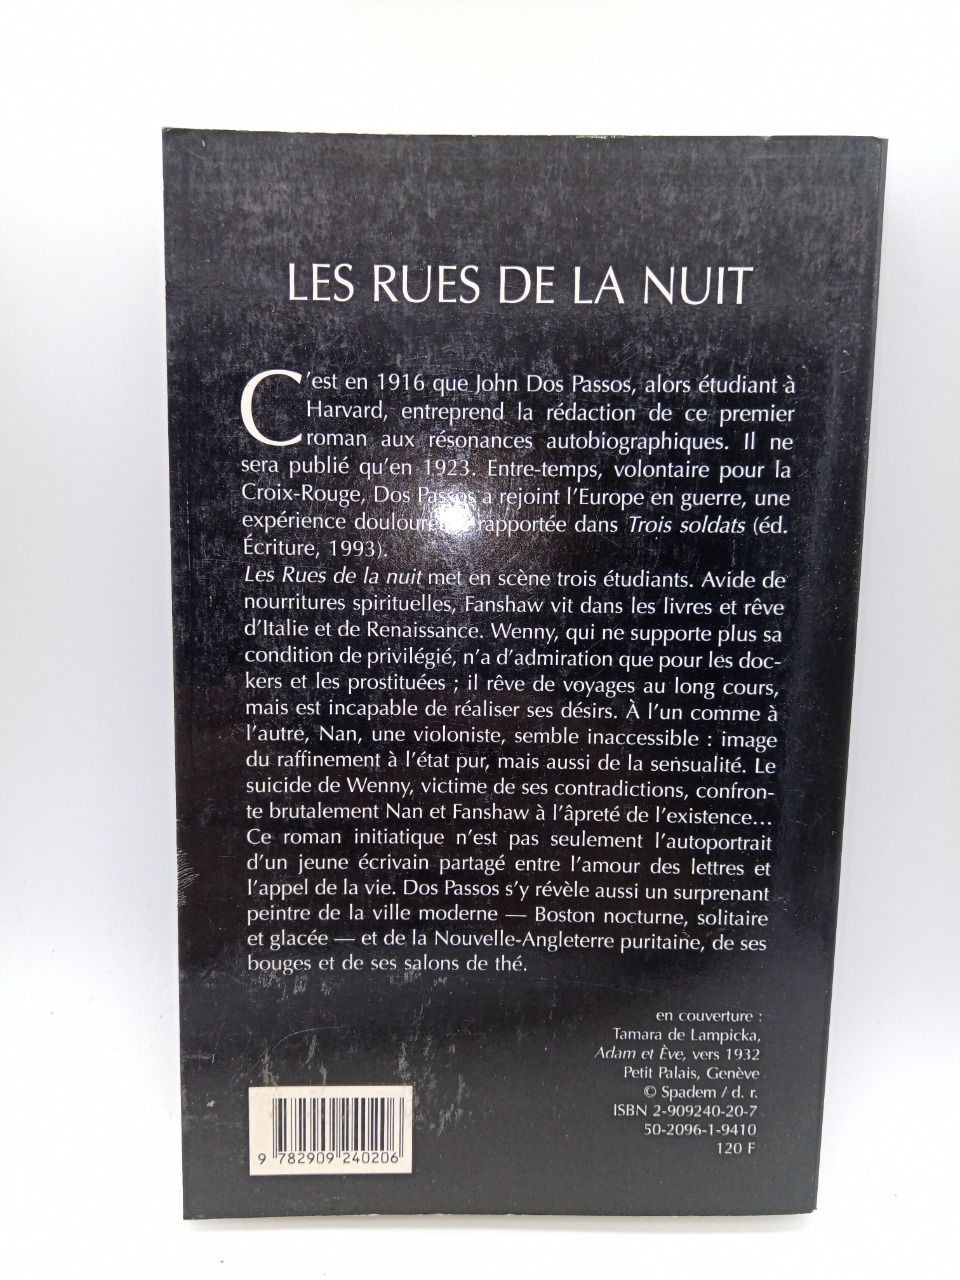 LES RUES DE LA NUIT
C'est en 1916 que John Dos Passos, alors étudiant à
Harvard, entreprend la rédaction de ce premier
roman aux résonances autobiographiques. Il ne
sera publié qu'en 1923. Entre-temps, volontaire pour la
Croix-Rouge, Dos Passos a rejoint l'Europe en guerre, une
expérience rapportée dans Trois soldats (éd.
Écriture, 1993).
Les Rues de la nuit met en scène trois étudiants. Avide de
nourritures spirituelles, Fanshaw vit dans les livres et rêve
d'Italie et de Renaissance. Wenny, qui ne supporte plus sa
condition de privilégié, n'a d'admiration que pour les doc-
kers et les prostituées ; il rêve de voyages au long cours,
mais est incapable de réaliser ses désirs. À l'un comme à
l'autre, Nan, une violoniste, semble inaccessible : image
du raffinement à l'état pur, mais aussi de la sensualité. Le
suicide de Wenny, victime de ses contradictions, confron-
te brutalement Nan et Fanshaw à l'âpreté de l'existence...
Ce roman initiatique n'est pas seulement l'autoportrait
d'un jeune écrivain partagé entre l'amour des lettres et
l'appel de la vie. Dos Passos s'y révèle aussi un surprenant
peintre de la ville moderne — Boston nocturne, solitaire
et glacée — et de la Nouvelle-Angleterre puritaine, de ses
bouges et de ses salons de thé.
en couverture :
Tamara de Lampicka,
Adam et Ève, vers 1932
Petit Palais, Genève
© Spadem / d. r.
ISBN 2-909240-20-7
50-2096-1-9410
120 F
9 782909 240206